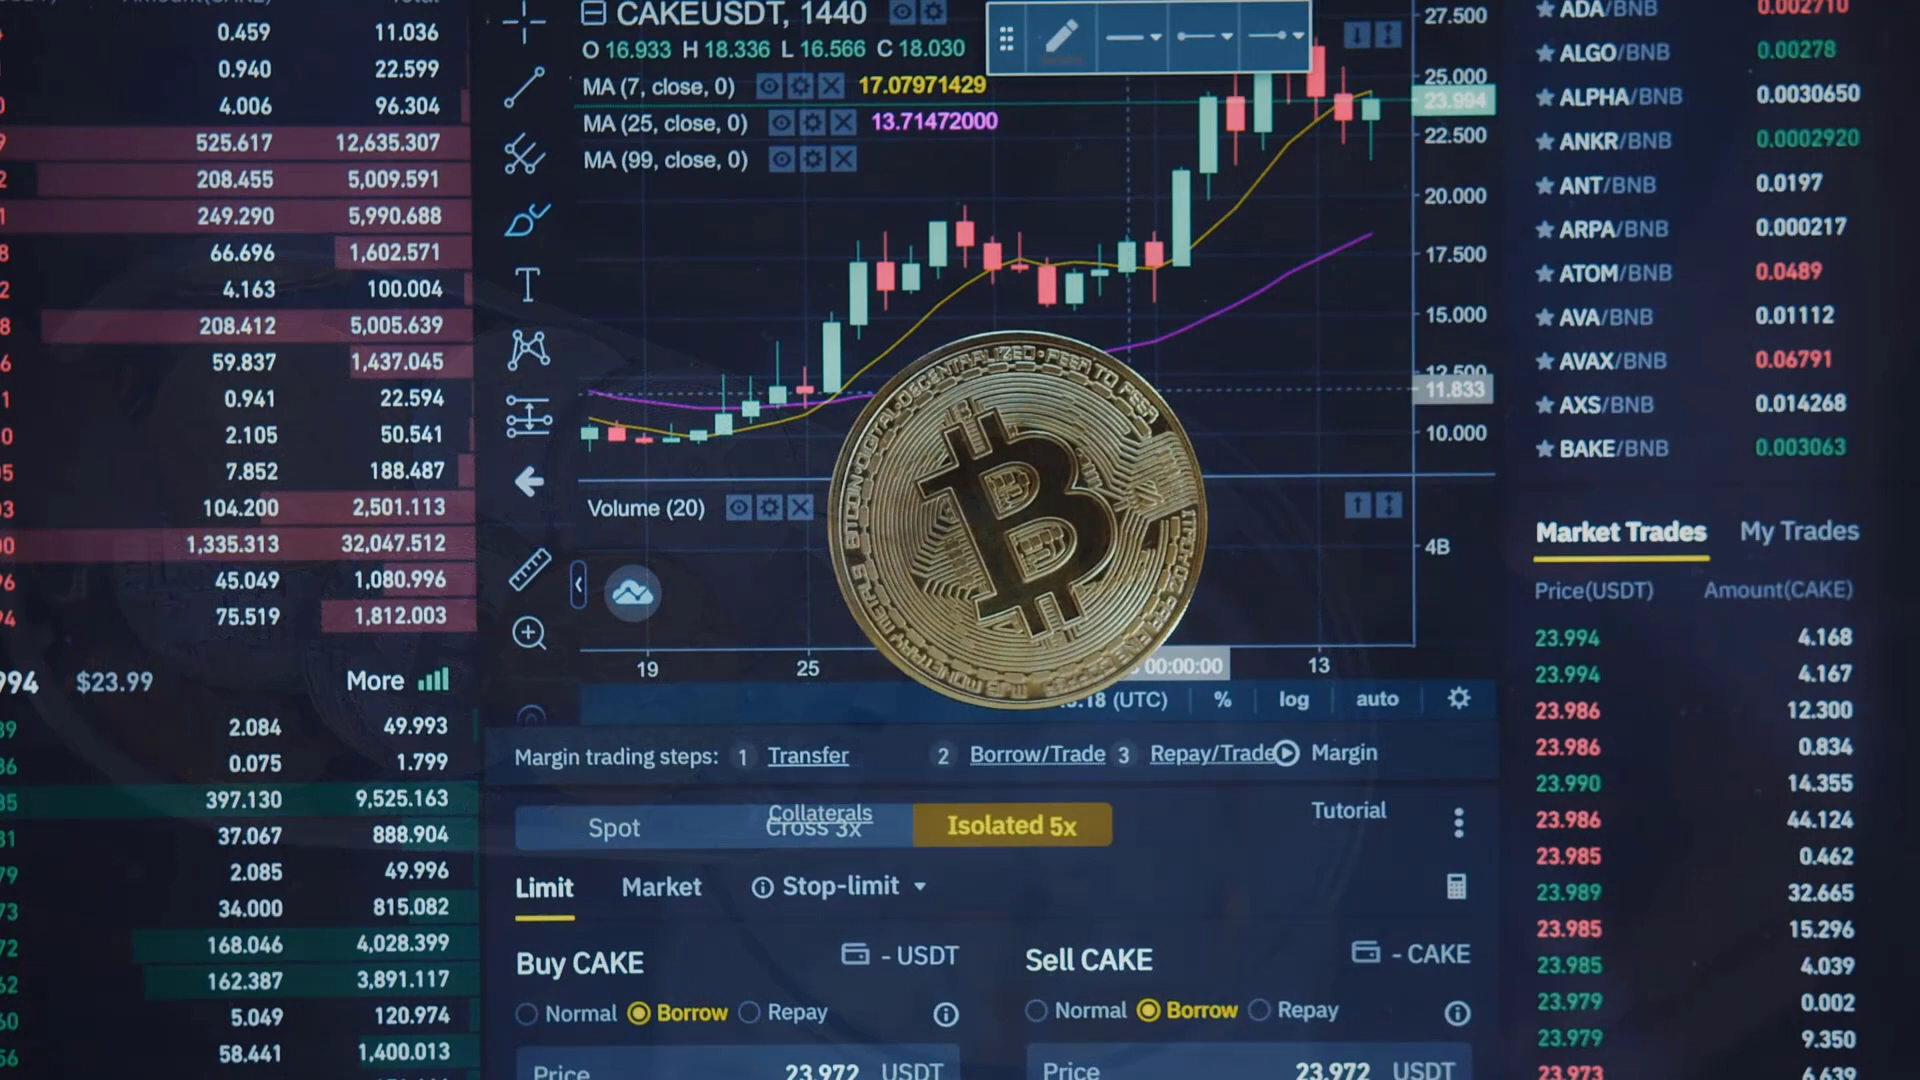 0.459 11.036
0.940 22.599
4.006 96.304
525.617 12,635.307
208.455 5,009.591
249.290 5,990.688
66.696 1,602.571
4.163 100.004
208.412 5,005.639
59.837 1,437.045
0.941 22.594
2.105 50.541
7.852 188.487
104.200 2,501.113
1,335.313 32,047.512
45.049 1,080.996
75.519 1,812.003
994 $23.99 More
2.084 49.993
0.075 1.799
397.130 9,525.163
37.067 888.904
2.085 49.996
34.000 815.082
168.046 4,028.399
162.387 3,891.117
5.049 120.974
58.441 1,400.013
CAKEUSDT, 1440
O 16.933 H 18.336 L 16.566 C 18.030
MA (7, close, 0) 17.07971429
MA (25, close, 0) 13.71472000
MA (99, close, 0)
27.500
25.000
23.994
22.500
20.000
17.500
15.000
12.500
11.833
10.000
Volume (20)
4B
19 25 00:00:00 13
DIGITAL · DECENTRALIZED · PEER TO PEER
B
:18 (UTC) % log auto
Margin trading steps: 1 Transfer 2 Borrow/Trade 3 Repay/Trade Margin
Collaterals Tutorial
Spot Cross 3x Isolated 5x
Limit Market Stop-limit
Buy CAKE - USDT
Normal Borrow Repay
Price 23.972 USDT
Sell CAKE - CAKE
Normal Borrow Repay
Price 23.972 USDT
ADA/BNB 0.002710
ALGO/BNB 0.00278
ALPHA/BNB 0.0030650
ANKR/BNB 0.0002920
ANT/BNB 0.0197
ARPA/BNB 0.000217
ATOM/BNB 0.0489
AVA/BNB 0.01112
AVAX/BNB 0.06791
AXS/BNB 0.014268
BAKE/BNB 0.003063
Market Trades My Trades
Price(USDT) Amount(CAKE)
23.994 4.168
23.994 4.167
23.986 12.300
23.986 0.834
23.990 14.355
23.986 44.124
23.985 0.462
23.989 32.665
23.985 15.296
23.985 4.039
23.979 0.002
23.979 9.350
23.973 6.639